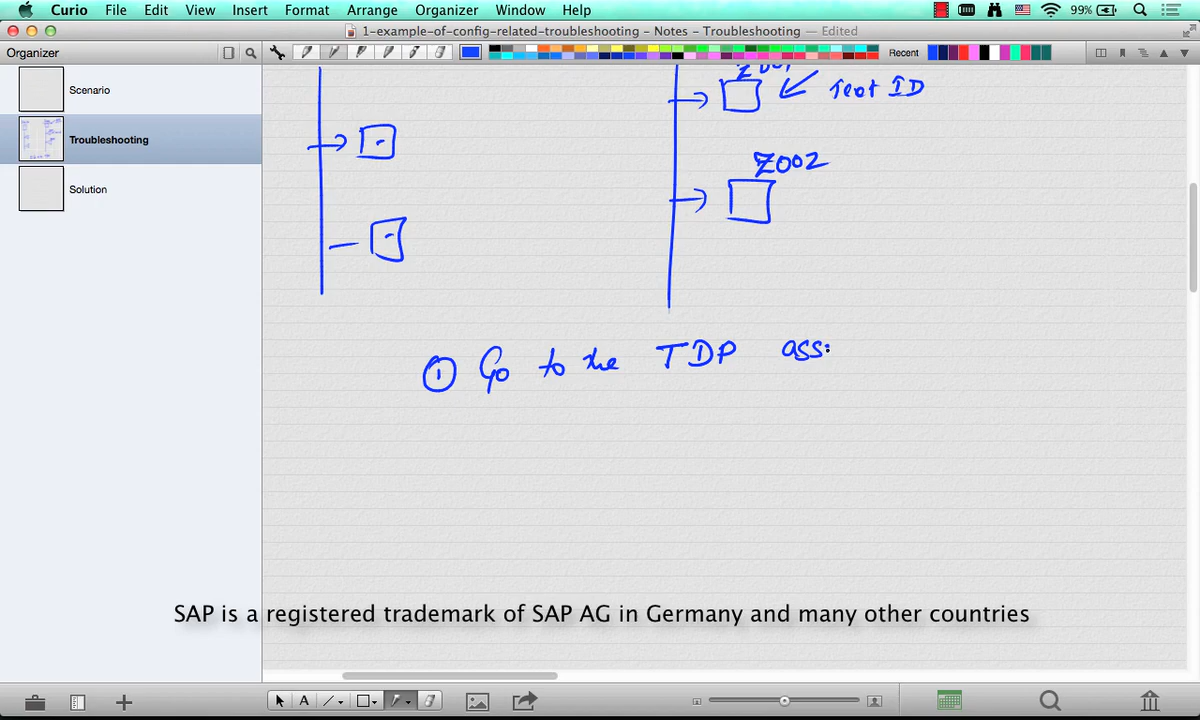 Curio File Edit View Insert Format Arrange Organizer Window Help 99%
1-example-of-config-related-troubleshooting – Notes – Troubleshooting — Edited
Organizer
Recent
Scenario
Troubleshooting
Solution
Z001
Text ID
Z002
① Go to the TDP ass
SAP is a registered trademark of SAP AG in Germany and many other countries
A